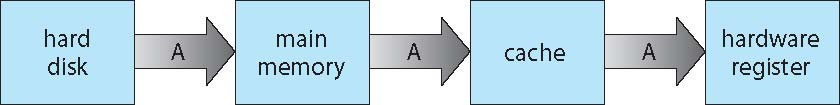 hard
disk
A
main
memory
A
cache
A
hardware
register